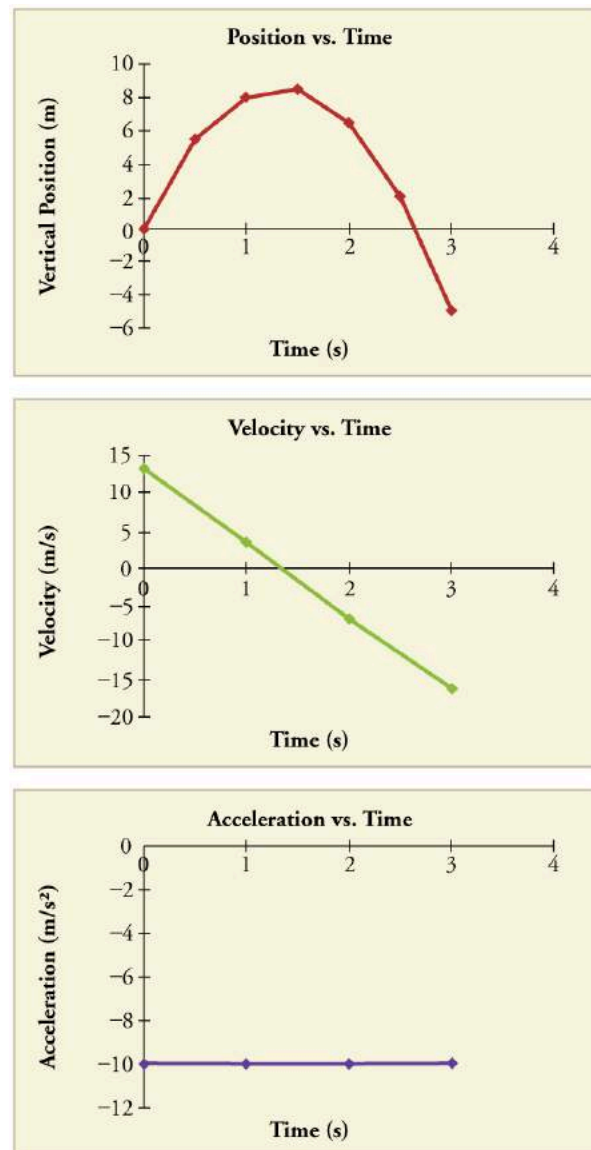 Position vs. Time
Vertical Position (m)
10
8
6
4
2
0
−2
−4
−6
0 1 2 3 4
Time (s)
Velocity vs. Time
Velocity (m/s)
15
10
5
0
−5
−10
−15
−20
0 1 2 3 4
Time (s)
Acceleration vs. Time
Acceleration (m/s²)
0
−2
−4
−6
−8
−10
−12
0 1 2 3 4
Time (s)